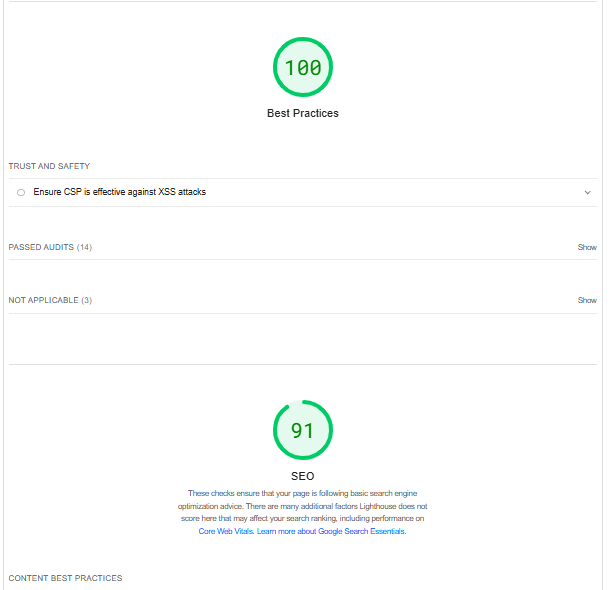 100
Best Practices
TRUST AND SAFETY
Ensure CSP is effective against XSS attacks
PASSED AUDITS (14)
Show
NOT APPLICABLE (3)
Show
91
SEO
These checks ensure that your page is following basic search engine
optimization advice. There are many additional factors Lighthouse does not
score here that may affect your search ranking, including performance on
Core Web Vitals. Learn more about Google Search Essentials.
CONTENT BEST PRACTICES